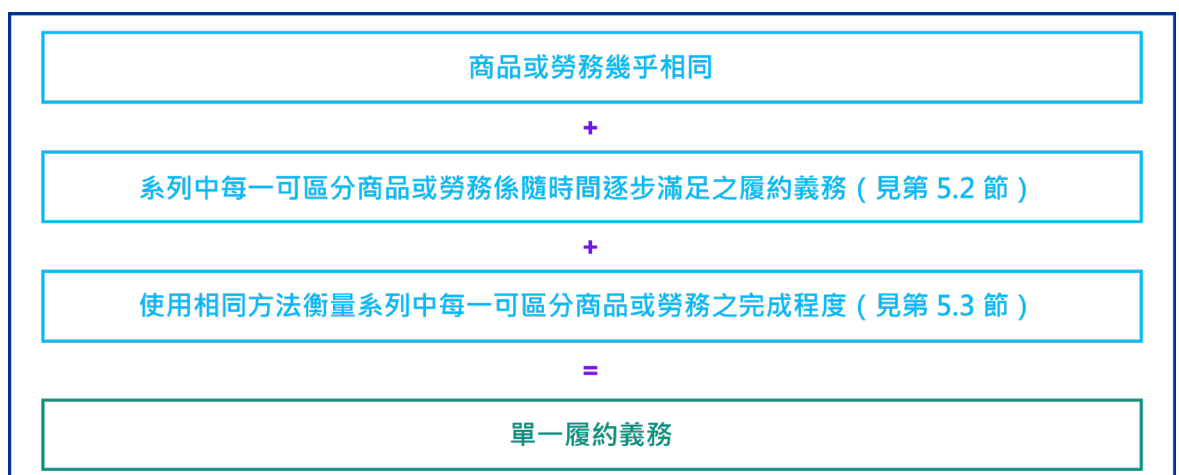 商品或勞務幾乎相同
+
系列中每一可區分商品或勞務係隨時間逐步滿足之履約義務（見第 5.2 節）
+
使用相同方法衡量系列中每一可區分商品或勞務之完成程度（見第 5.3 節）
=
單一履約義務